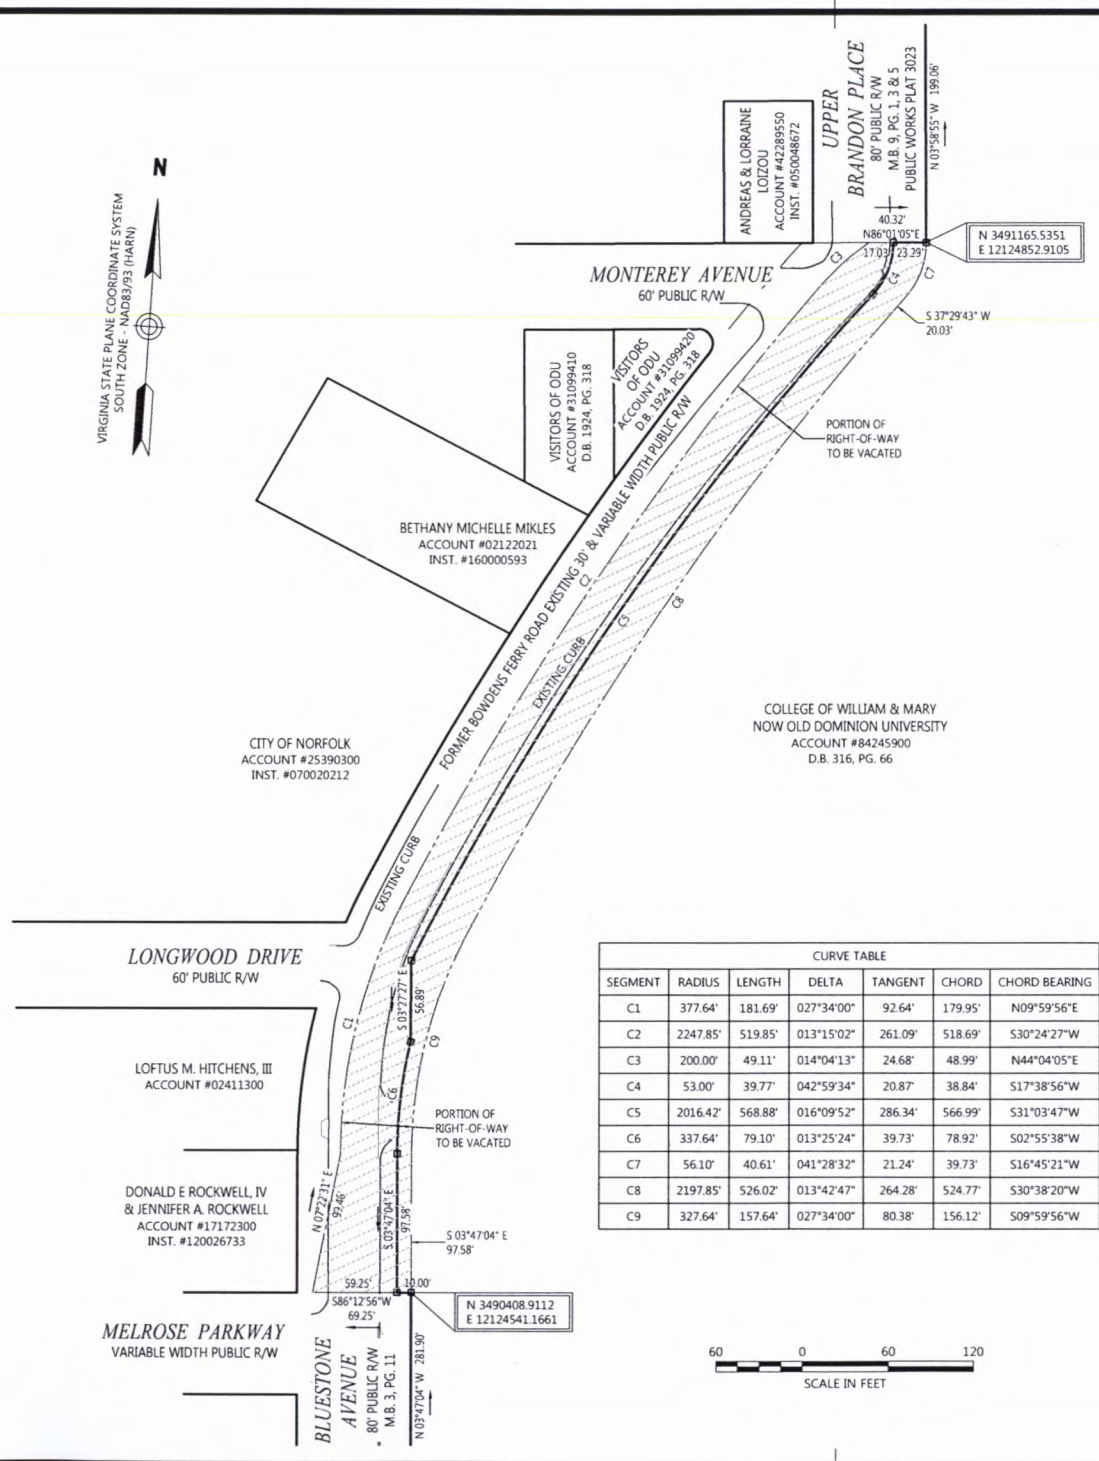 UPPER
BRANDON PLACE
80' PUBLIC R/W
M.B. 9, PG. 1, 3 & 5
PUBLIC WORKS PLAT 3023
N 03°58'55" W 199.06'
ANDREAS & LORRAINE
LOIZOU
ACCOUNT #42289550
INST. #050048672
N
VIRGINIA STATE PLANE COORDINATE SYSTEM
SOUTH ZONE - NAD83/93 (HARN)
40.32'
N86°01'05"E
17.03' 23.29'
N 3491165.5351
E 12124852.9105
C3
C4
C7
MONTEREY AVENUE
60' PUBLIC R/W
S 37°29'43" W
20.03'
VISITORS OF ODU
ACCOUNT #31099410
D.B. 1924, PG. 318
VISITORS
OF ODU
ACCOUNT #31099420
D.B. 1924, PG. 318
PORTION OF
RIGHT-OF-WAY
TO BE VACATED
BETHANY MICHELLE MIKLES
ACCOUNT #02122021
INST. #160000593
FORMER BOWDENS FERRY ROAD EXISTING 30' & VARIABLE WIDTH PUBLIC R/W
C2
C5
C8
EXISTING CURB
COLLEGE OF WILLIAM & MARY
NOW OLD DOMINION UNIVERSITY
ACCOUNT #84245900
D.B. 316, PG. 66
CITY OF NORFOLK
ACCOUNT #25390300
INST. #070020212
EXISTING CURB
LONGWOOD DRIVE
60' PUBLIC R/W
S 03°27'27" E
56.89'
C1
C9
C6
LOFTUS M. HITCHENS, III
ACCOUNT #02411300
PORTION OF
RIGHT-OF-WAY
TO BE VACATED
DONALD E ROCKWELL, IV
& JENNIFER A. ROCKWELL
ACCOUNT #17172300
INST. #120026733
N 07°22'31" E
99.46'
S 03°47'04" E
97.58'
S 03°47'04" E
97.58'
59.25' 10.00'
S86°12'56"W
69.25'
N 3490408.9112
E 12124541.1661
MELROSE PARKWAY
VARIABLE WIDTH PUBLIC R/W
BLUESTONE
AVENUE
80' PUBLIC R/W
M.B. 3, PG. 11
N 03°47'04" W 281.90'
CURVE TABLE
SEGMENT RADIUS LENGTH DELTA TANGENT CHORD CHORD BEARING
C1 377.64' 181.69' 027°34'00" 92.64' 179.95' N09°59'56"E
C2 2247.85' 519.85' 013°15'02" 261.09' 518.69' S30°24'27"W
C3 200.00' 49.11' 014°04'13" 24.68' 48.99' N44°04'05"E
C4 53.00' 39.77' 042°59'34" 20.87' 38.84' S17°38'56"W
C5 2016.42' 568.88' 016°09'52" 286.34' 566.99' S31°03'47"W
C6 337.64' 79.10' 013°25'24" 39.73' 78.92' S02°55'38"W
C7 56.10' 40.61' 041°28'32" 21.24' 39.73' S16°45'21"W
C8 2197.85' 526.02' 013°42'47" 264.28' 524.77' S30°38'20"W
C9 327.64' 157.64' 027°34'00" 80.38' 156.12' S09°59'56"W
60 0 60 120
SCALE IN FEET